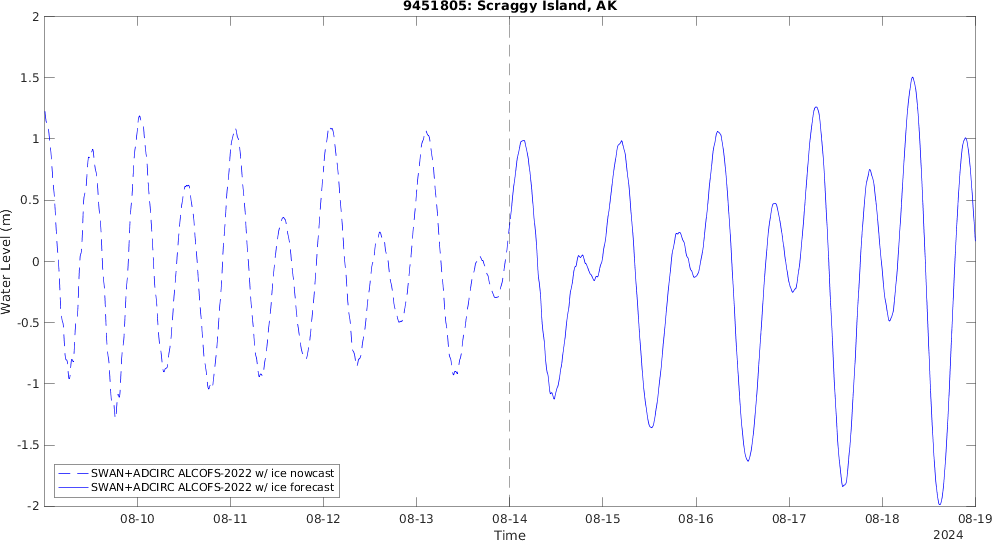 9451805: Scraggy Island, AK
2
1.5
1
0.5
0
-0.5
-1
-1.5
-2
Water Level (m)
SWAN+ADCIRC ALCOFS-2022 w/ ice nowcast
SWAN+ADCIRC ALCOFS-2022 w/ ice forecast
08-10 08-11 08-12 08-13 08-14 08-15 08-16 08-17 08-18 08-19
Time
2024